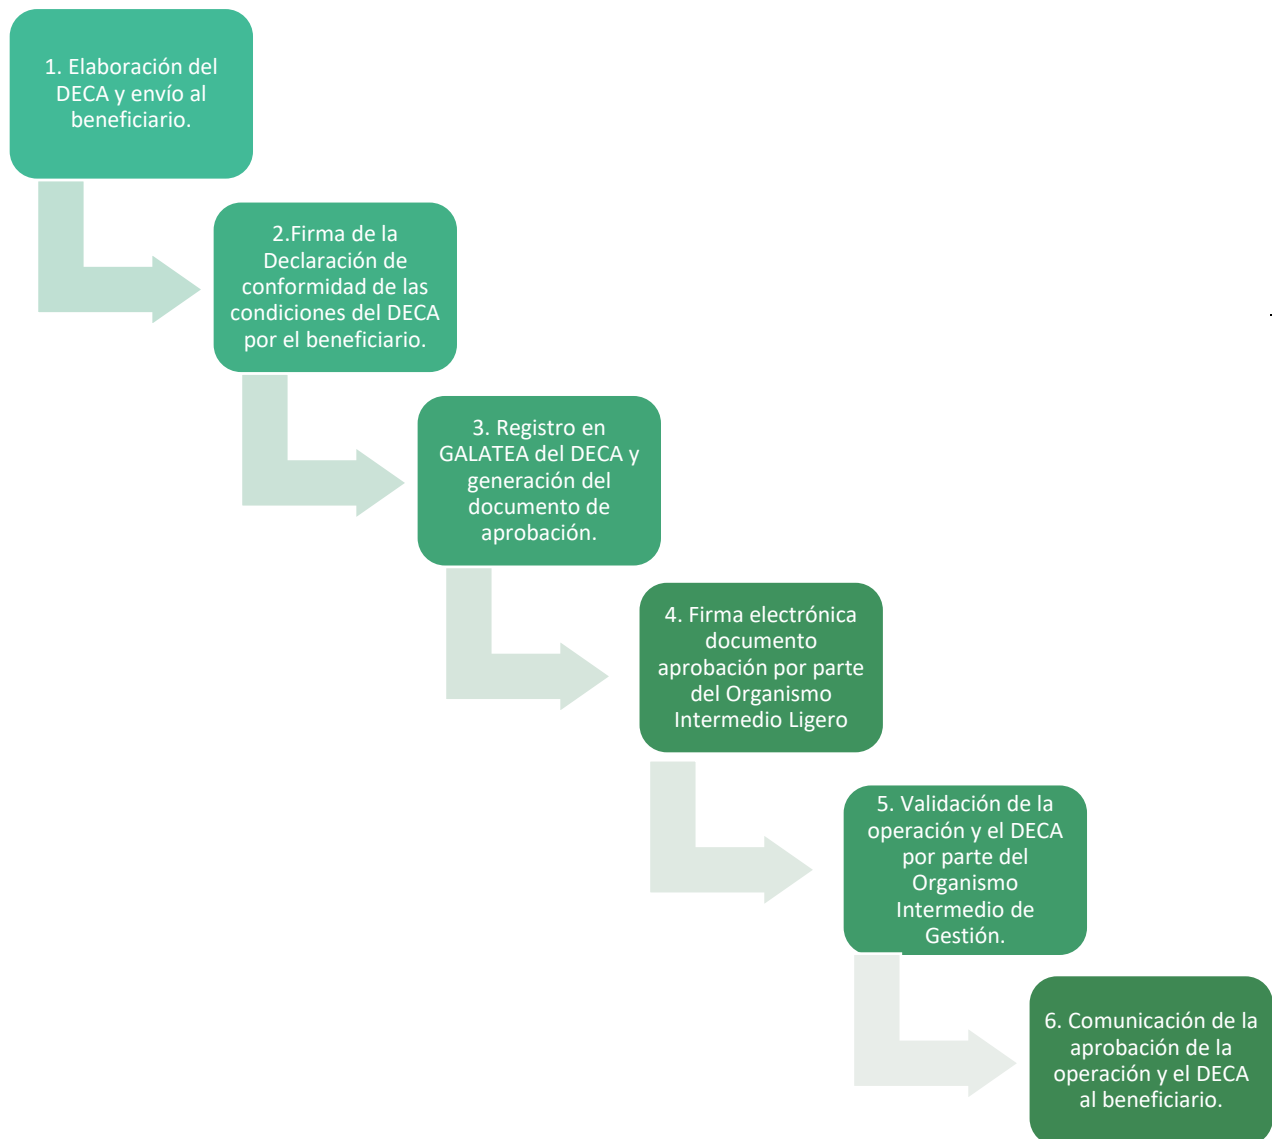 1. Elaboración del
DECA y envío al
beneficiario.
2.Firma de la
Declaración de
conformidad de las
condiciones del DECA
por el beneficiario.
3. Registro en
GALATEA del DECA y
generación del
documento de
aprobación.
4. Firma electrónica
documento
aprobación por parte
del Organismo
Intermedio Ligero
5. Validación de la
operación y el DECA
por parte del
Organismo
Intermedio de
Gestión.
6. Comunicación de la
aprobación de la
operación y el DECA
al beneficiario.